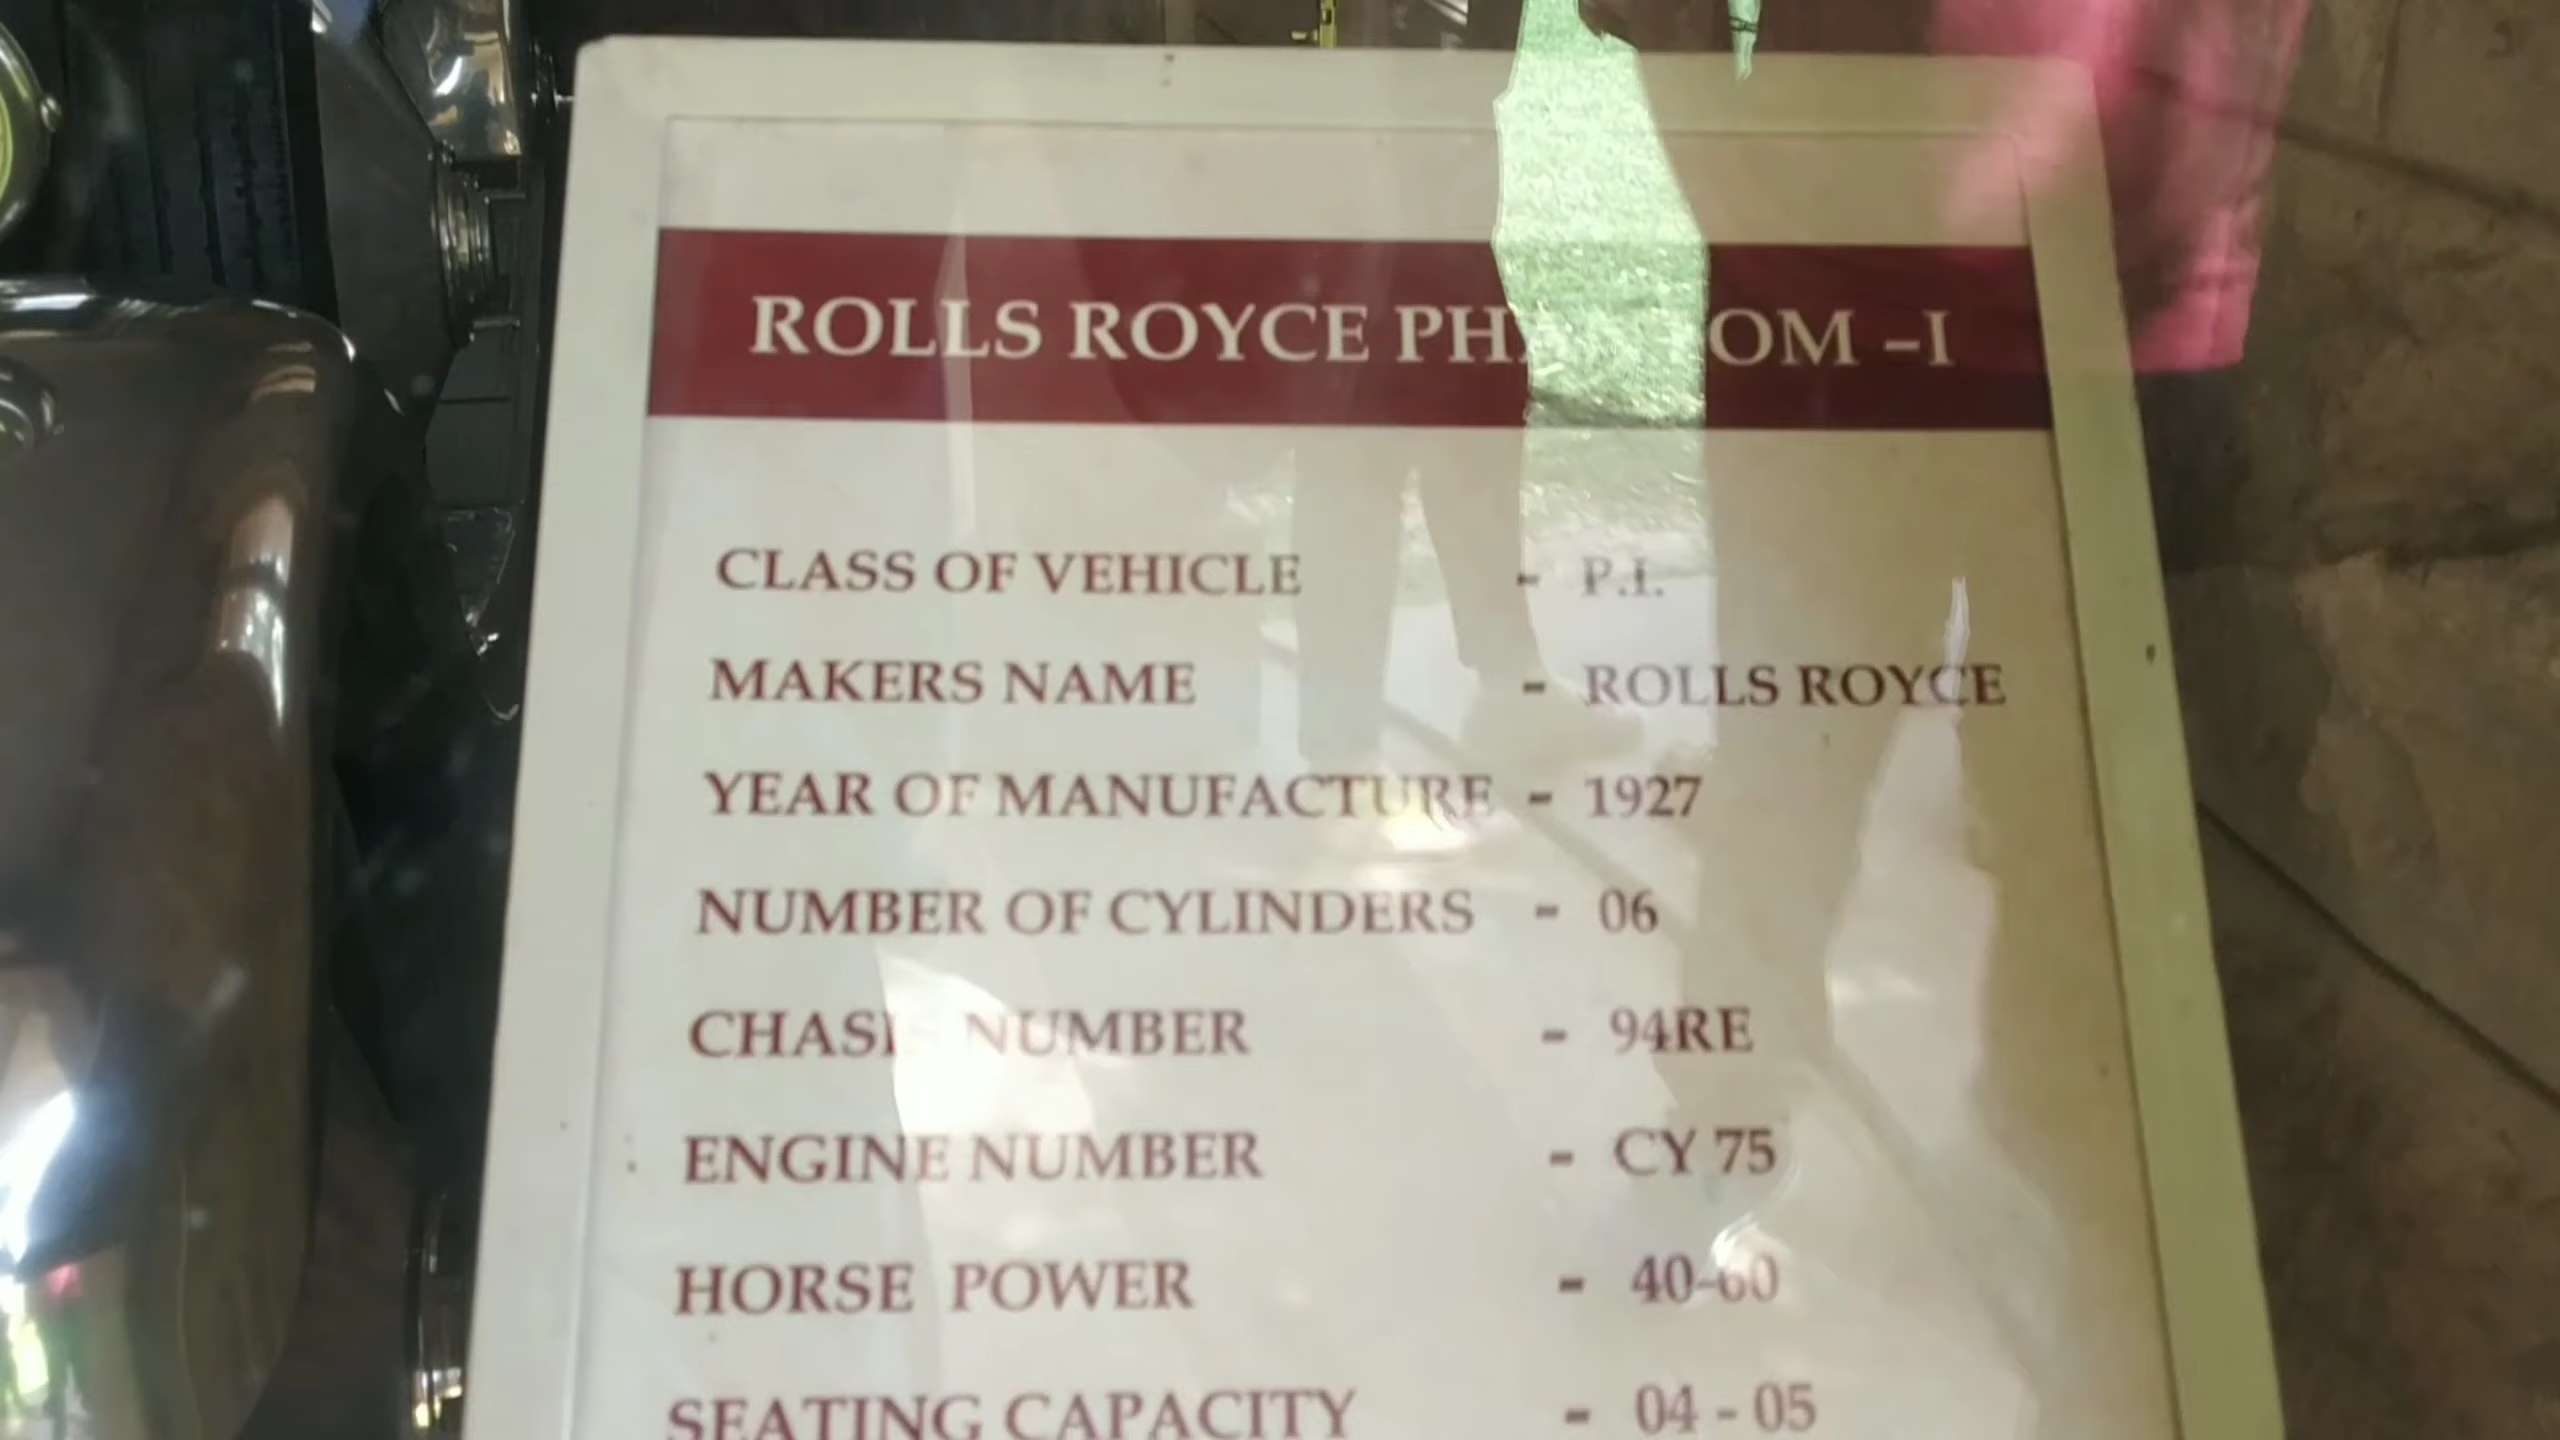 ROLLS ROYCE PHANTOM –I
CLASS OF VEHICLE - P.I.
MAKERS NAME - ROLLS ROYCE
YEAR OF MANUFACTURE - 1927
NUMBER OF CYLINDERS - 06
NUMBER - 94RE
ENGINE NUMBER - CY 75
HORSE POWER - 40-60
SEATING CAPACITY - 04 - 05